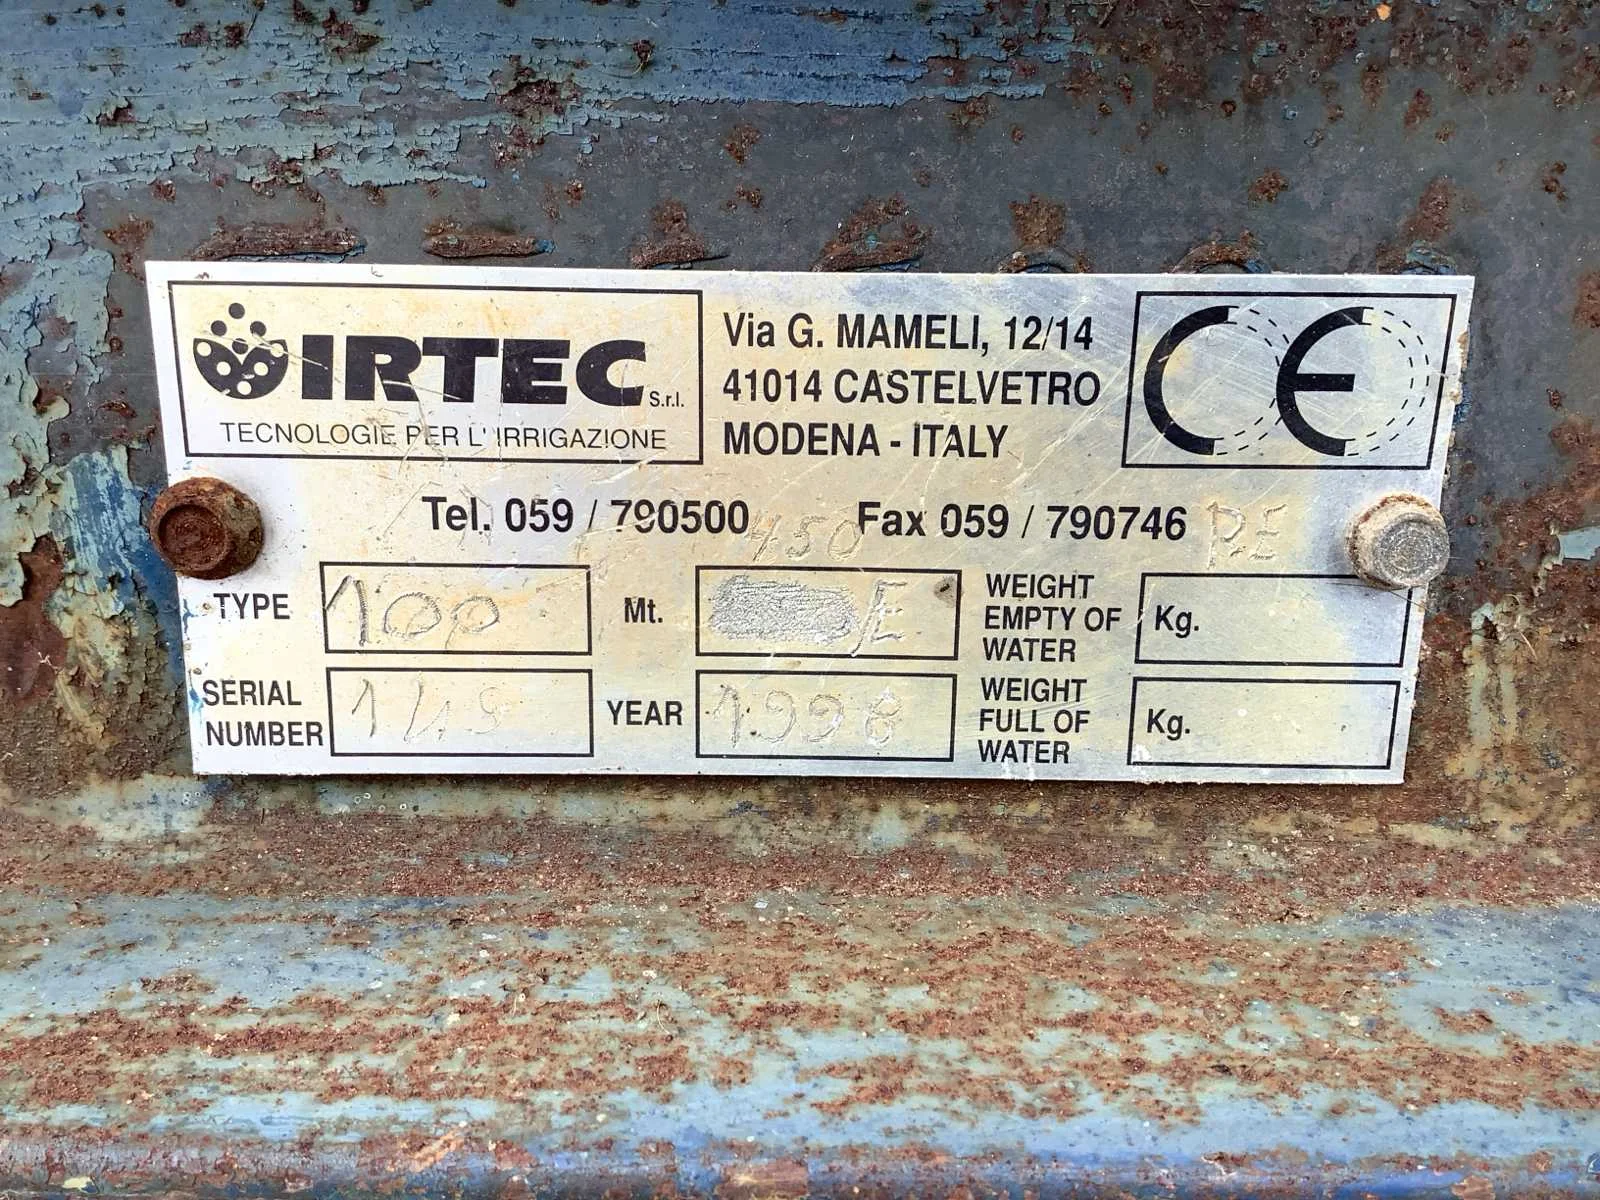 IRTEC S.r.l.
TECNOLOGIE PER L'IRRIGAZIONE
Via G. MAMELI, 12/14
41014 CASTELVETRO
MODENA - ITALY
CE
Tel. 059 / 790500 Fax 059 / 790746
450 P.E
TYPE 100 Mt. /E WEIGHT EMPTY OF WATER Kg.
SERIAL NUMBER 149 YEAR 1998 WEIGHT FULL OF WATER Kg.